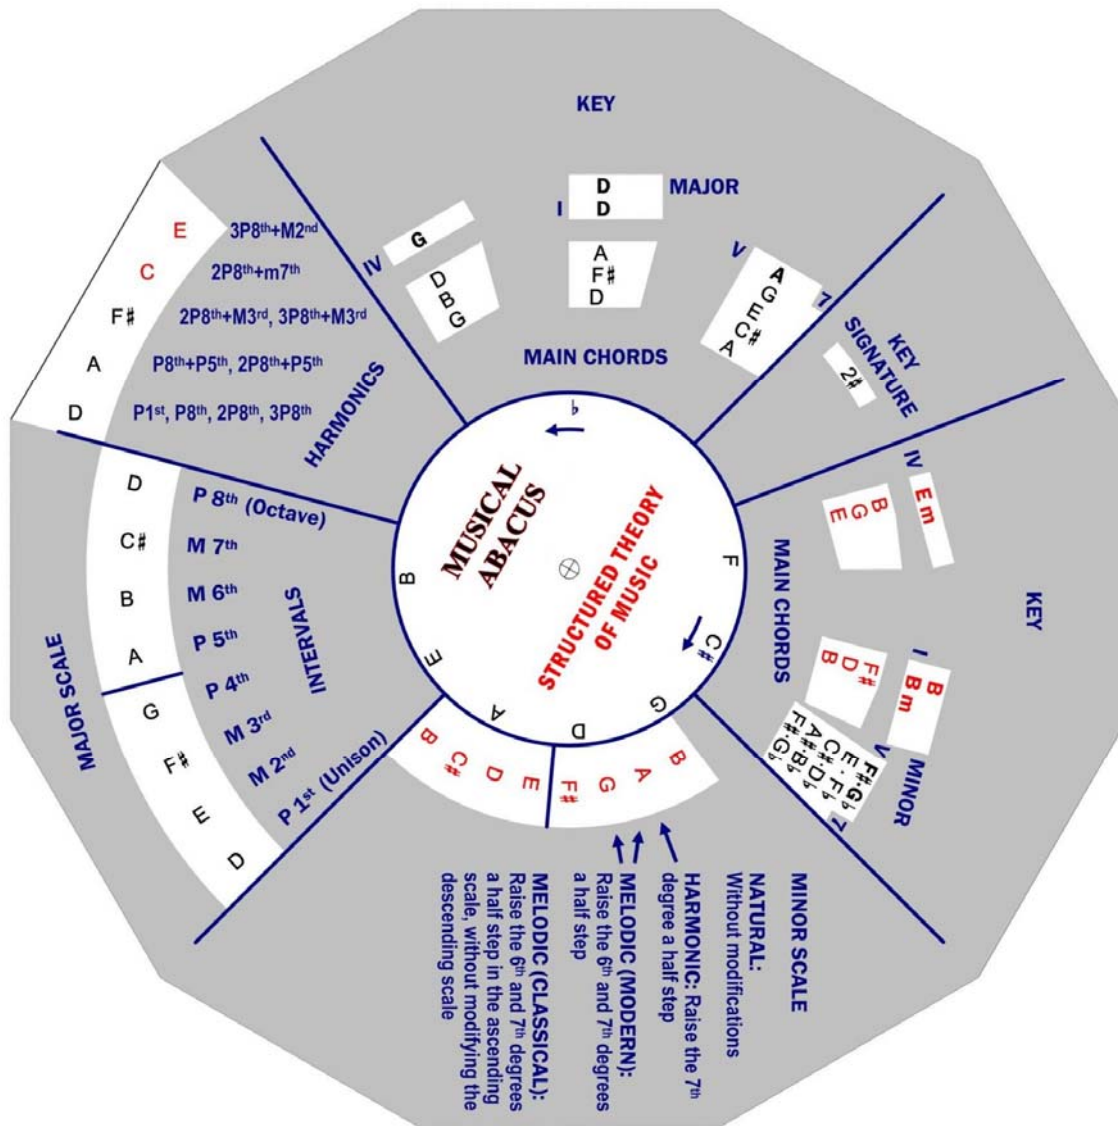 KEY
D
D
MAJOR
I
A
F♯
D
IV
G
D
B
G
V
A
7
G
E
C♯
A
MAIN CHORDS
KEY
SIGNATURE
2♯
KEY
IV
E m
B
G
E
MAIN CHORDS
I
B
B m
F♯
D
B
MINOR
V
F♯·G♭
7
E·F♭
C♯·D♭
A♯·B♭
F♯·G♭
HARMONICS
E
3P8th+M2nd
C
2P8th+m7th
F♯
2P8th+M3rd, 3P8th+M3rd
A
P8th+P5th, 2P8th+P5th
D
P1st, P8th, 2P8th, 3P8th
MAJOR SCALE
INTERVALS
D
P 8th (Octave)
C♯
M 7th
B
M 6th
A
P 5th
G
P 4th
F♯
M 3rd
E
M 2nd
D
P 1st (Unison)
♭
MUSICAL
ABACUS
STRUCTURED THEORY
OF MUSIC
F
C♯
G
D
A
E
B
B
C♯
D
E
F♯
G
A
B
MINOR SCALE
NATURAL:
Without modifications
HARMONIC: Raise the 7th
degree a half step
MELODIC (MODERN):
Raise the 6th and 7th degrees
a half step
MELODIC (CLASSICAL):
Raise the 6th and 7th degrees
a half step in the ascending
scale, without modifying the
descending scale